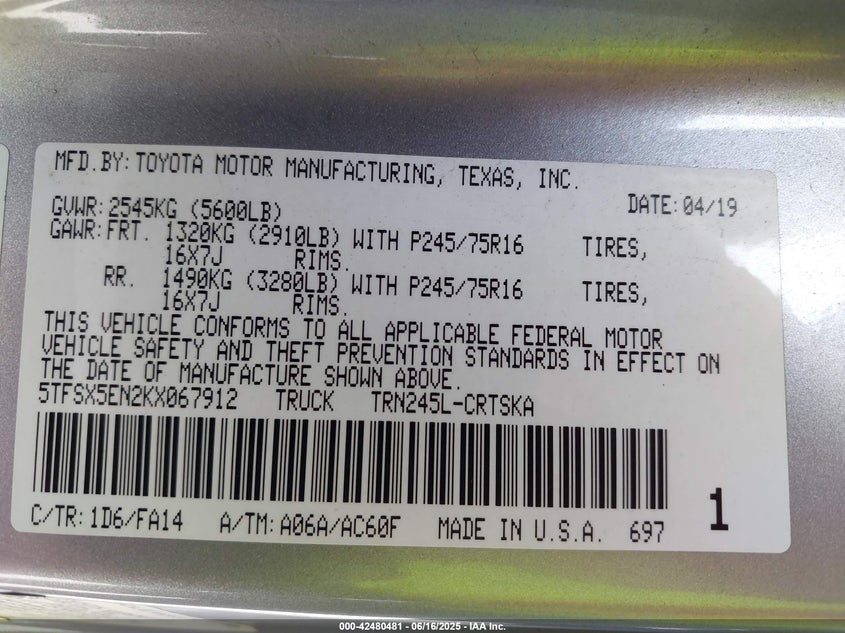 MFD.BY: TOYOTA MOTOR MANUFACTURING, TEXAS, INC.
GVWR: 2545KG (5600LB) DATE: 04/19
GAWR: FRT. 1320KG (2910LB) WITH P245/75R16 TIRES,
16X7J RIMS.
RR. 1490KG (3280LB) WITH P245/75R16 TIRES,
16X7J RIMS.
THIS VEHICLE CONFORMS TO ALL APPLICABLE FEDERAL MOTOR
VEHICLE SAFETY AND THEFT PREVENTION STANDARDS IN EFFECT ON
THE DATE OF MANUFACTURE SHOWN ABOVE.
5TFSX5EN2KX067912 TRUCK TRN245L-CRTSKA
1
C/TR: 1D6/FA14 A/TM: A06A/AC60F MADE IN U.S.A. 697
000-42480481 - 06/16/2025 - IAA Inc.